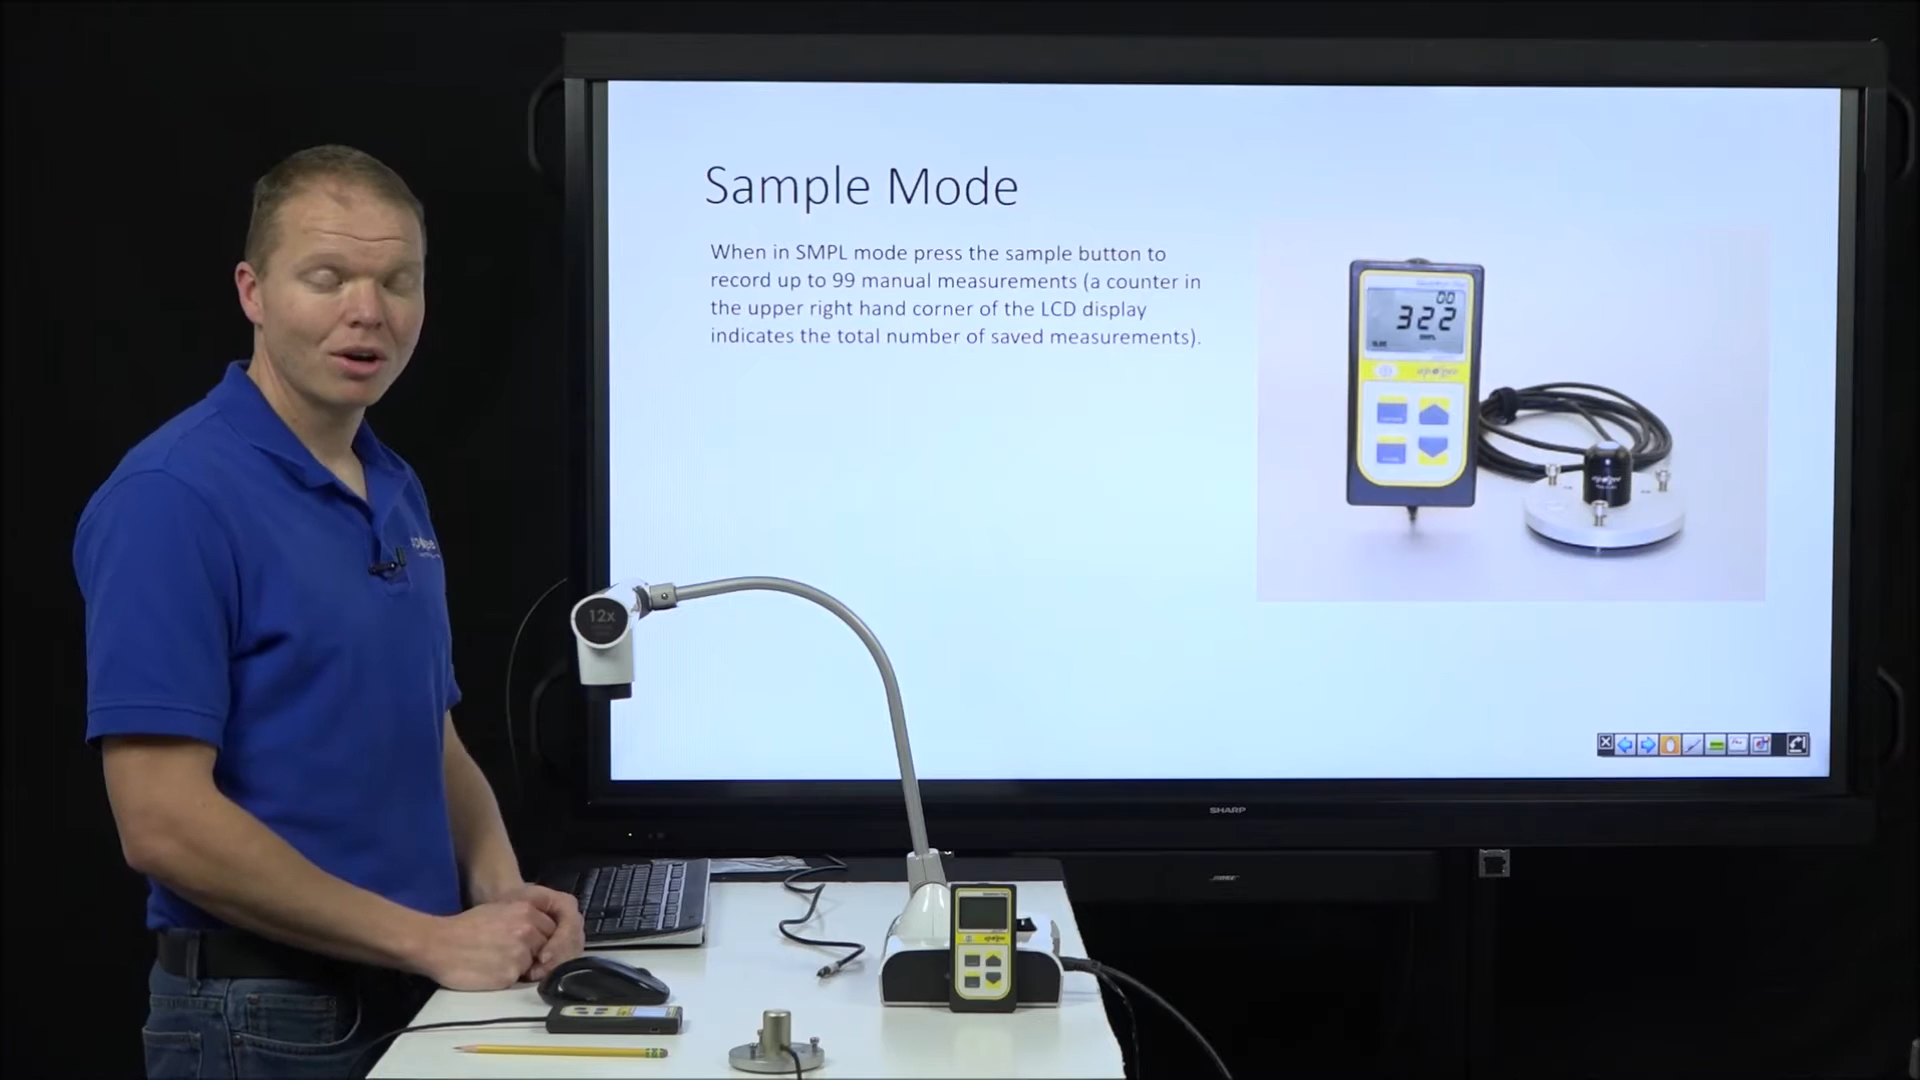 Sample Mode
When in SMPL mode press the sample button to
record up to 99 manual measurements (a counter in
the upper right hand corner of the LCD display
indicates the total number of saved measurements).
00
322
apogee
12x
SHARP
BOSE